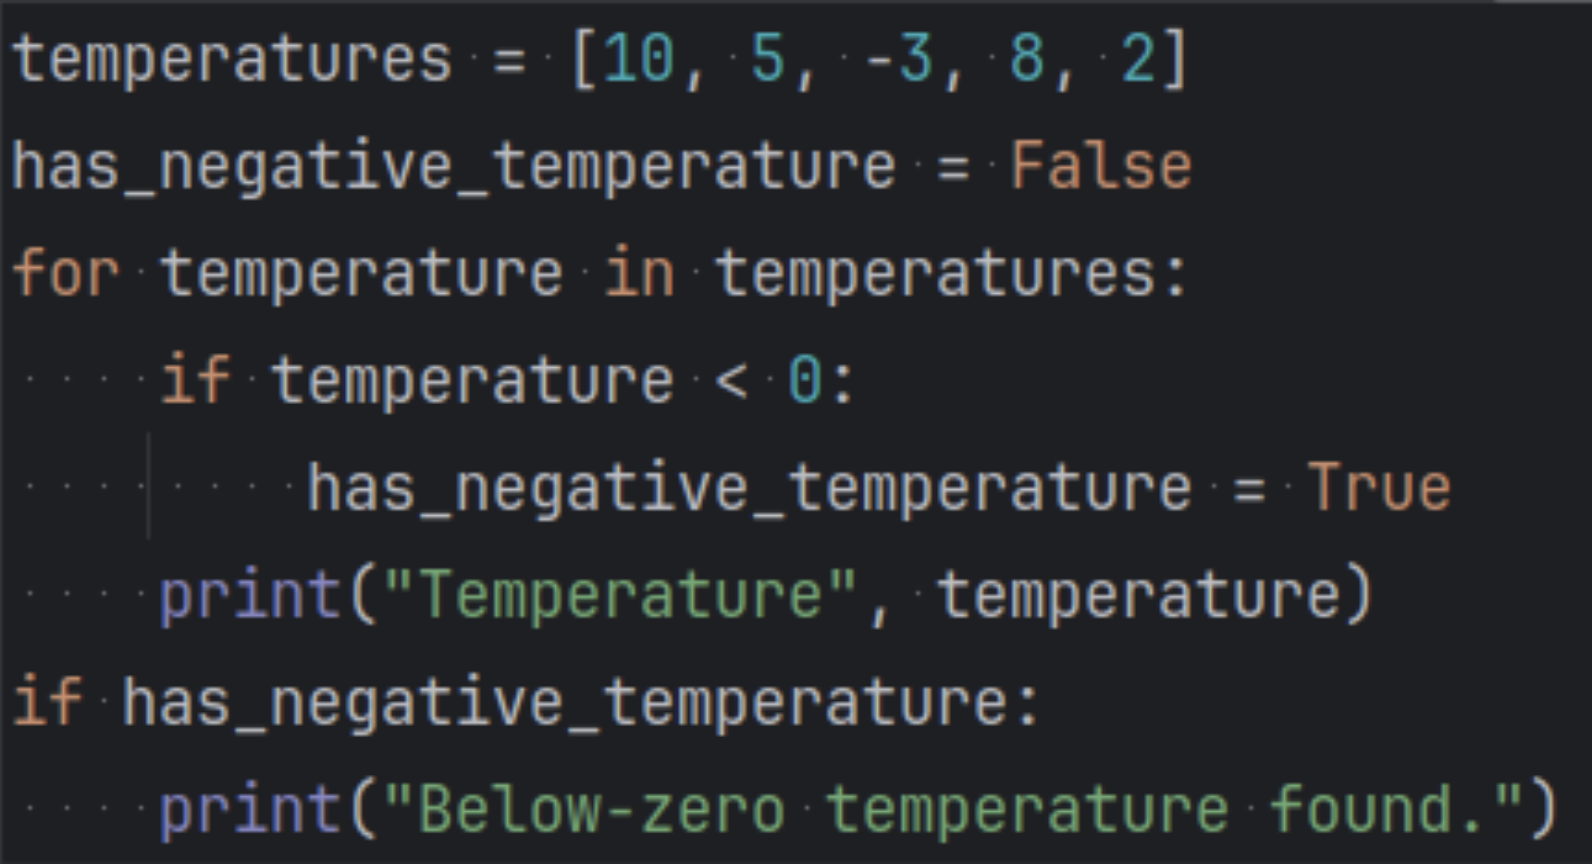 temperatures = [10, 5, -3, 8, 2]
has_negative_temperature = False
for temperature in temperatures:
    if temperature < 0:
        has_negative_temperature = True
    print("Temperature", temperature)
if has_negative_temperature:
    print("Below-zero temperature found.")